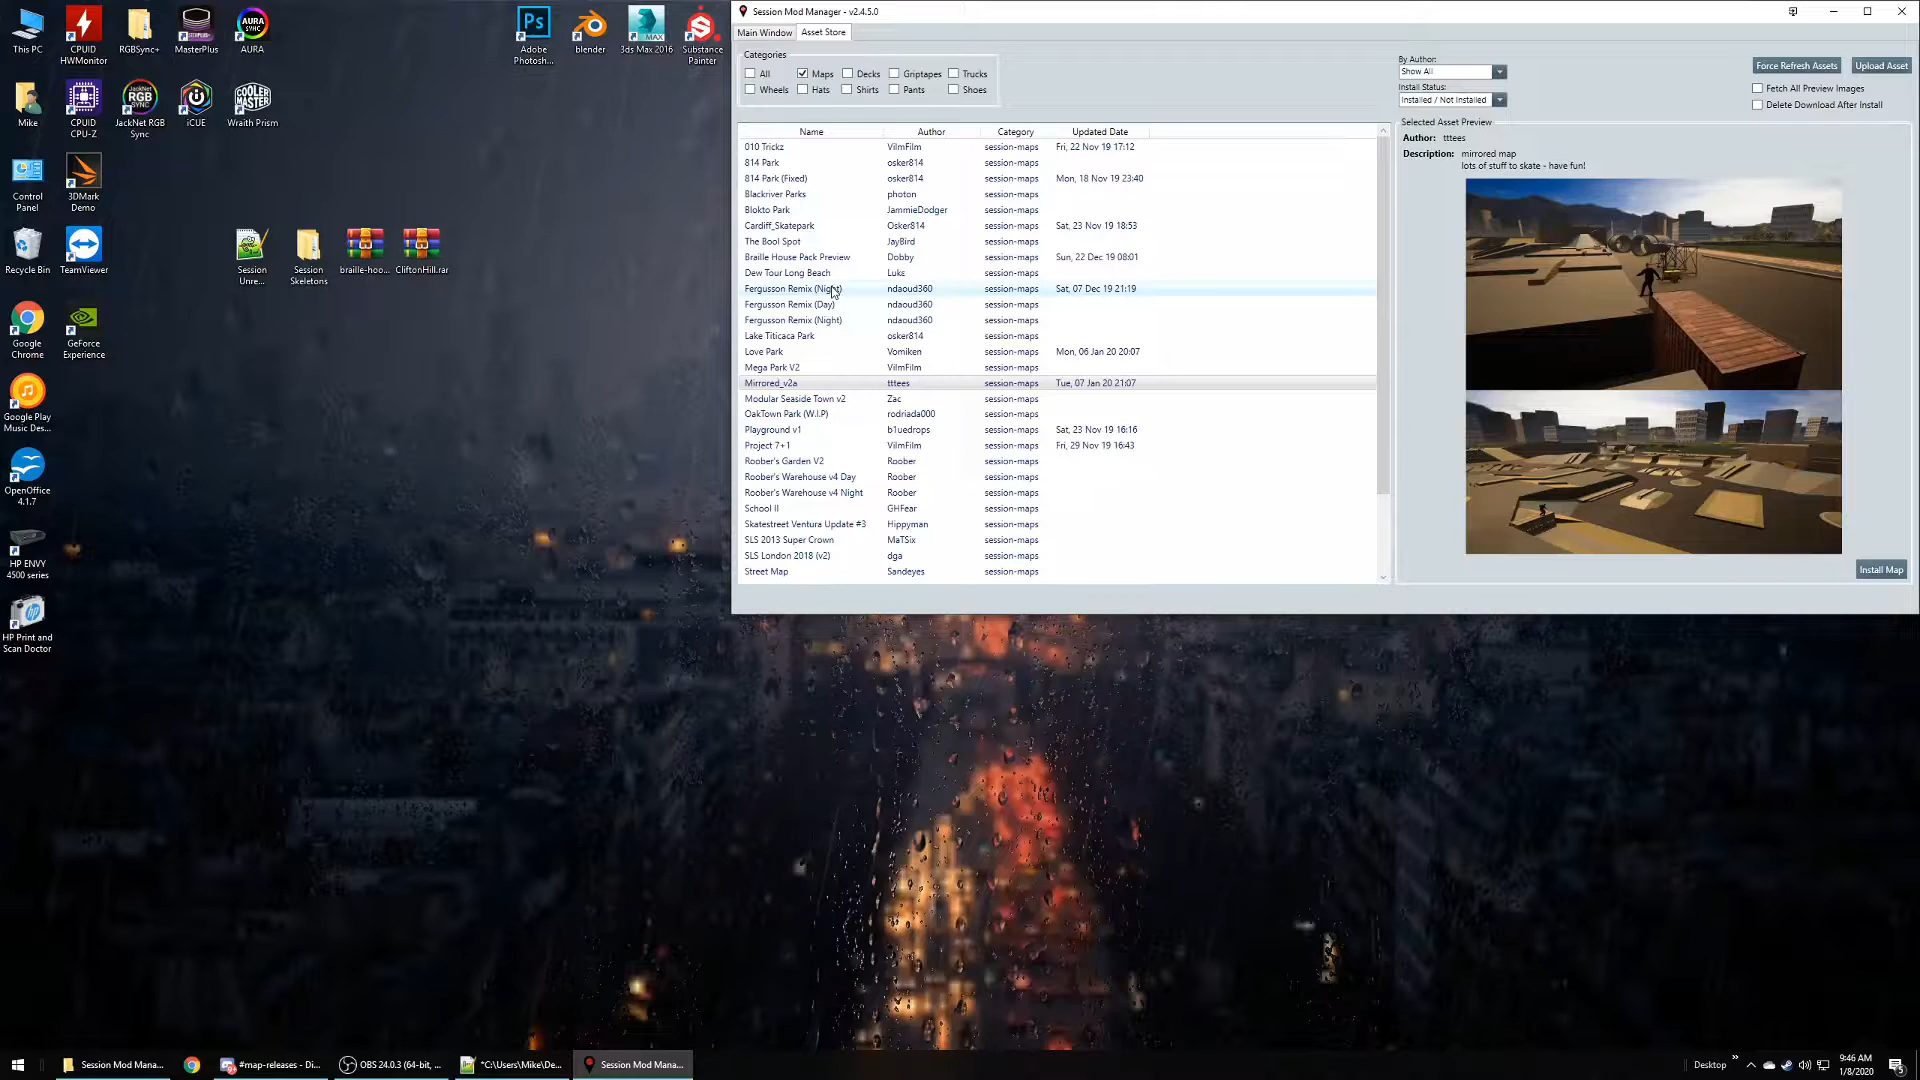 Session Mod Manager - v2.4.5.0
Main Window
Asset Store
Categories
All
Maps
Decks
Griptapes
Trucks
Wheels
Hats
Shirts
Pants
Shoes
By Author:
Show All
Install Status:
Installed / Not Installed
Force Refresh Assets
Upload Asset
Fetch All Preview Images
Delete Download After Install
Name Author Category Updated Date
010 Trickz VilmFilm session-maps Fri, 22 Nov 19 17:12
814 Park osker814 session-maps
814 Park (Fixed) osker814 session-maps Mon, 18 Nov 19 23:40
Blackriver Parks photon session-maps
Blokto Park JammieDodger session-maps
Cardiff_Skatepark Osker814 session-maps Sat, 23 Nov 19 18:53
The Bool Spot JayBird session-maps
Braille House Pack Preview Dobby session-maps Sun, 22 Dec 19 08:01
Dew Tour Long Beach Luks session-maps
Fergusson Remix (Night) ndaoud360 session-maps Sat, 07 Dec 19 21:19
Fergusson Remix (Day) ndaoud360 session-maps
Fergusson Remix (Night) ndaoud360 session-maps
Lake Titicaca Park osker814 session-maps
Love Park Vomiken session-maps Mon, 06 Jan 20 20:07
Mega Park V2 VilmFilm session-maps
Mirrored_v2a tttees session-maps Tue, 07 Jan 20 21:07
Modular Seaside Town v2 Zac session-maps
OakTown Park (W.I.P) rodriada000 session-maps
Playground v1 b1uedrops session-maps Sat, 23 Nov 19 16:16
Project 7+1 VilmFilm session-maps Fri, 29 Nov 19 16:43
Roober's Garden V2 Roober session-maps
Roober's Warehouse v4 Day Roober session-maps
Roober's Warehouse v4 Night Roober session-maps
School II GHFear session-maps
Skatestreet Ventura Update #3 Hippyman session-maps
SLS 2013 Super Crown MaTSix session-maps
SLS London 2018 (v2) dga session-maps
Street Map Sandeyes session-maps
Selected Asset Preview
Author: tttees
Description: mirrored map
lots of stuff to skate - have fun!
Install Map
This PC
CPUID
HWMonitor
RGBSync+
MasterPlus
AURA
AURA
SYNC
Ps
Adobe
Photosh...
blender
MAX
3ds Max 2016
Substance
Painter
Mike
CPUID
CPU-Z
JackNet
RGB
SYNC
JackNet RGB
Sync
iCUE
COOLER
MASTER
Wraith Prism
Control
Panel
3DMark
Demo
Recycle Bin
TeamViewer
Session
Unre...
Session
Skeletons
braille-hoo...
CliftonHill.rar
Google
Chrome
GeForce
Experience
Google Play
Music Des...
OpenOffice
4.1.7
HP ENVY
4500 series
HP Print and
Scan Doctor
Session Mod Mana...
#map-releases - Di...
OBS 24.0.3 (64-bit, ...
*C:\Users\Mike\De...
Session Mod Mana...
Desktop
9:46 AM
1/8/2020
5